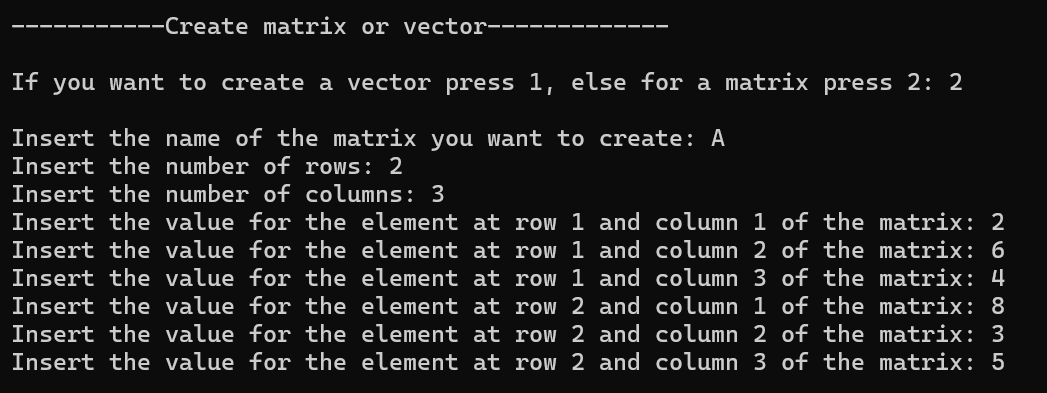 -----------Create matrix or vector-------------
If you want to create a vector press 1, else for a matrix press 2: 2
Insert the name of the matrix you want to create: A
Insert the number of rows: 2
Insert the number of columns: 3
Insert the value for the element at row 1 and column 1 of the matrix: 2
Insert the value for the element at row 1 and column 2 of the matrix: 6
Insert the value for the element at row 1 and column 3 of the matrix: 4
Insert the value for the element at row 2 and column 1 of the matrix: 8
Insert the value for the element at row 2 and column 2 of the matrix: 3
Insert the value for the element at row 2 and column 3 of the matrix: 5